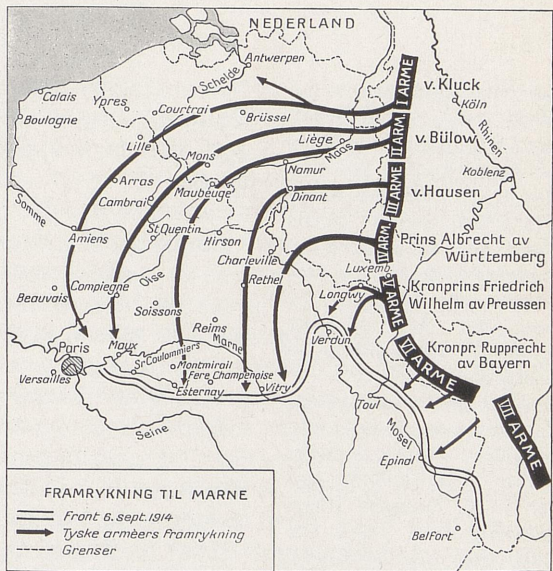 NEDERLAND
Antwerpen
Schelde
Calais
Ypres
Courtrai
Boulogne
Brüssel
I ARME
v. Kluck
Köln
Rhinen
Lille
Liège
Maas
II ARM.
v. Bülow
Mons
Namur
Koblenz
Arras
Maubeuge
Dinant
III ARME
v. Hausen
Cambrai
Somme
Amiens
St Quentin
Hirson
IV ARM.
Prins Albrecht av
Württemberg
Charleville
Luxemb.
Oise
Rethel
Compiegne
Longwy
V ARME
Kronprins Friedrich
Wilhelm av Preussen
Beauvais
Soissons
Reims
Marne
Verdun
VI ARME
Kronpr. Rupprecht
av Bayern
Paris
Maux
Coulommiers
Montmirail
Fere Champenoise
Versailles
Esternay
Vitry
Toul
VII ARME
Seine
Mosel
Epinal
Belfort
FRAMRYKNING TIL MARNE
Front 6. sept. 1914
Tyske armèers framrykning
Grenser